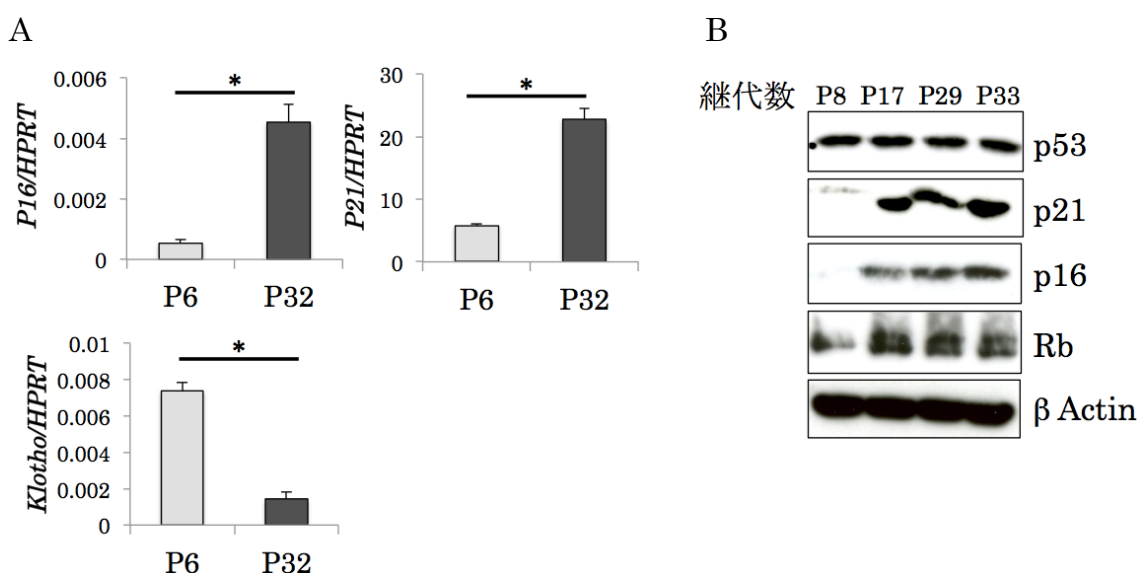 A
P16/HPRT
0.006
0.004
0.002
0
*
P6
P32
P21/HPRT
30
20
10
0
*
P6
P32
Klotho/HPRT
0.01
0.008
0.006
0.004
0.002
0
*
P6
P32
B
継代数 P8 P17 P29 P33
p53
p21
p16
Rb
β Actin